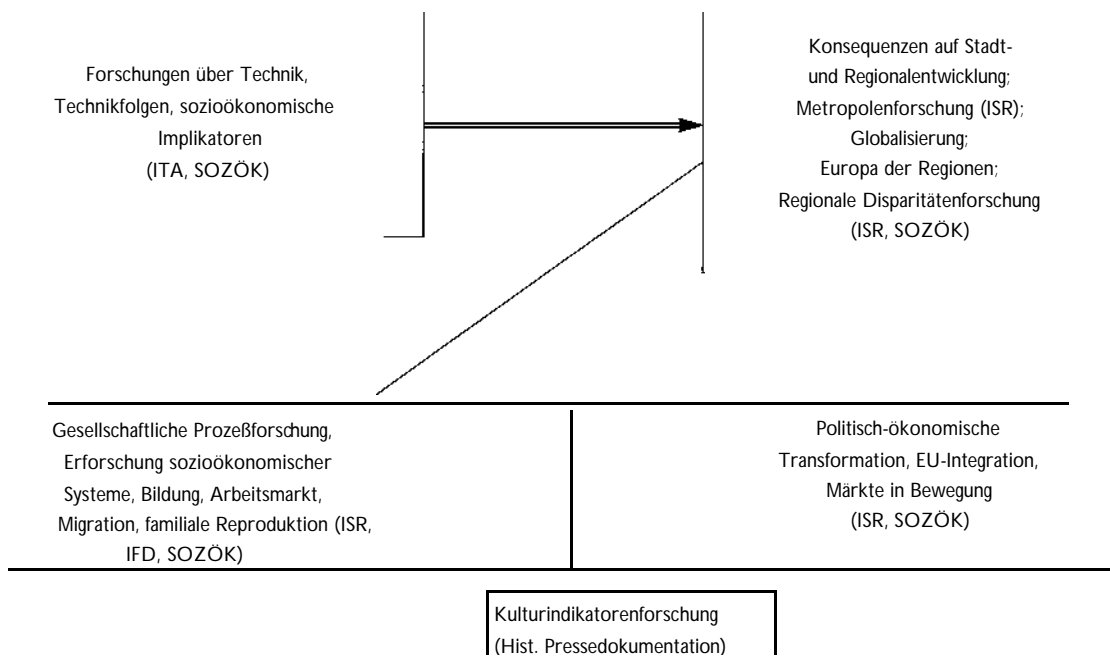 Forschungen über Technik,
Technikfolgen, sozioökonomische
Implikatoren
(ITA, SOZÖK)
Konsequenzen auf Stadt-
und Regionalentwicklung;
Metropolenforschung (ISR);
Globalisierung;
Europa der Regionen;
Regionale Disparitätenforschung
(ISR, SOZÖK)
Gesellschaftliche Prozeßforschung,
Erforschung sozioökonomischer
Systeme, Bildung, Arbeitsmarkt,
Migration, familiale Reproduktion (ISR,
IFD, SOZÖK)
Politisch-ökonomische
Transformation, EU-Integration,
Märkte in Bewegung
(ISR, SOZÖK)
Kulturindikatorenforschung
(Hist. Pressedokumentation)